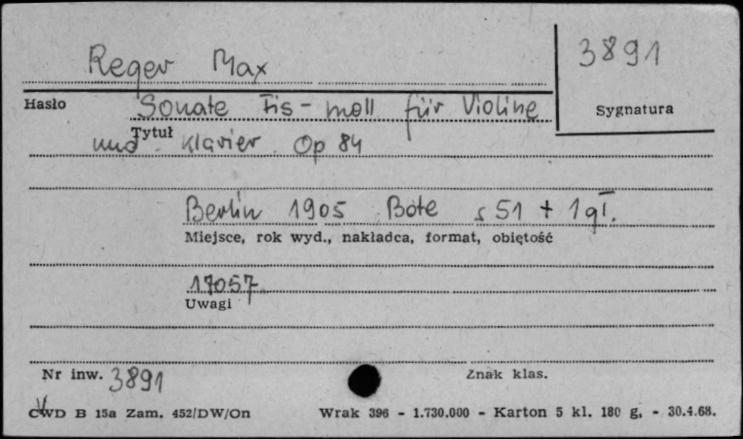 Reger Max
3891
Hasło
Sonate Fis-moll für Violine
Sygnatura
Tytuł
und Klavier Op 84
Berlin 1905 Bote s 51 + 1 gł.
Miejsce, rok wyd., nakładca, format, objętość
17057
Uwagi
Nr inw. 3891
Znak klas.
CWD B 15a Zam. 452/DW/On Wrak 396 - 1.730.000 - Karton 5 kl. 180 g, - 30.4.68.